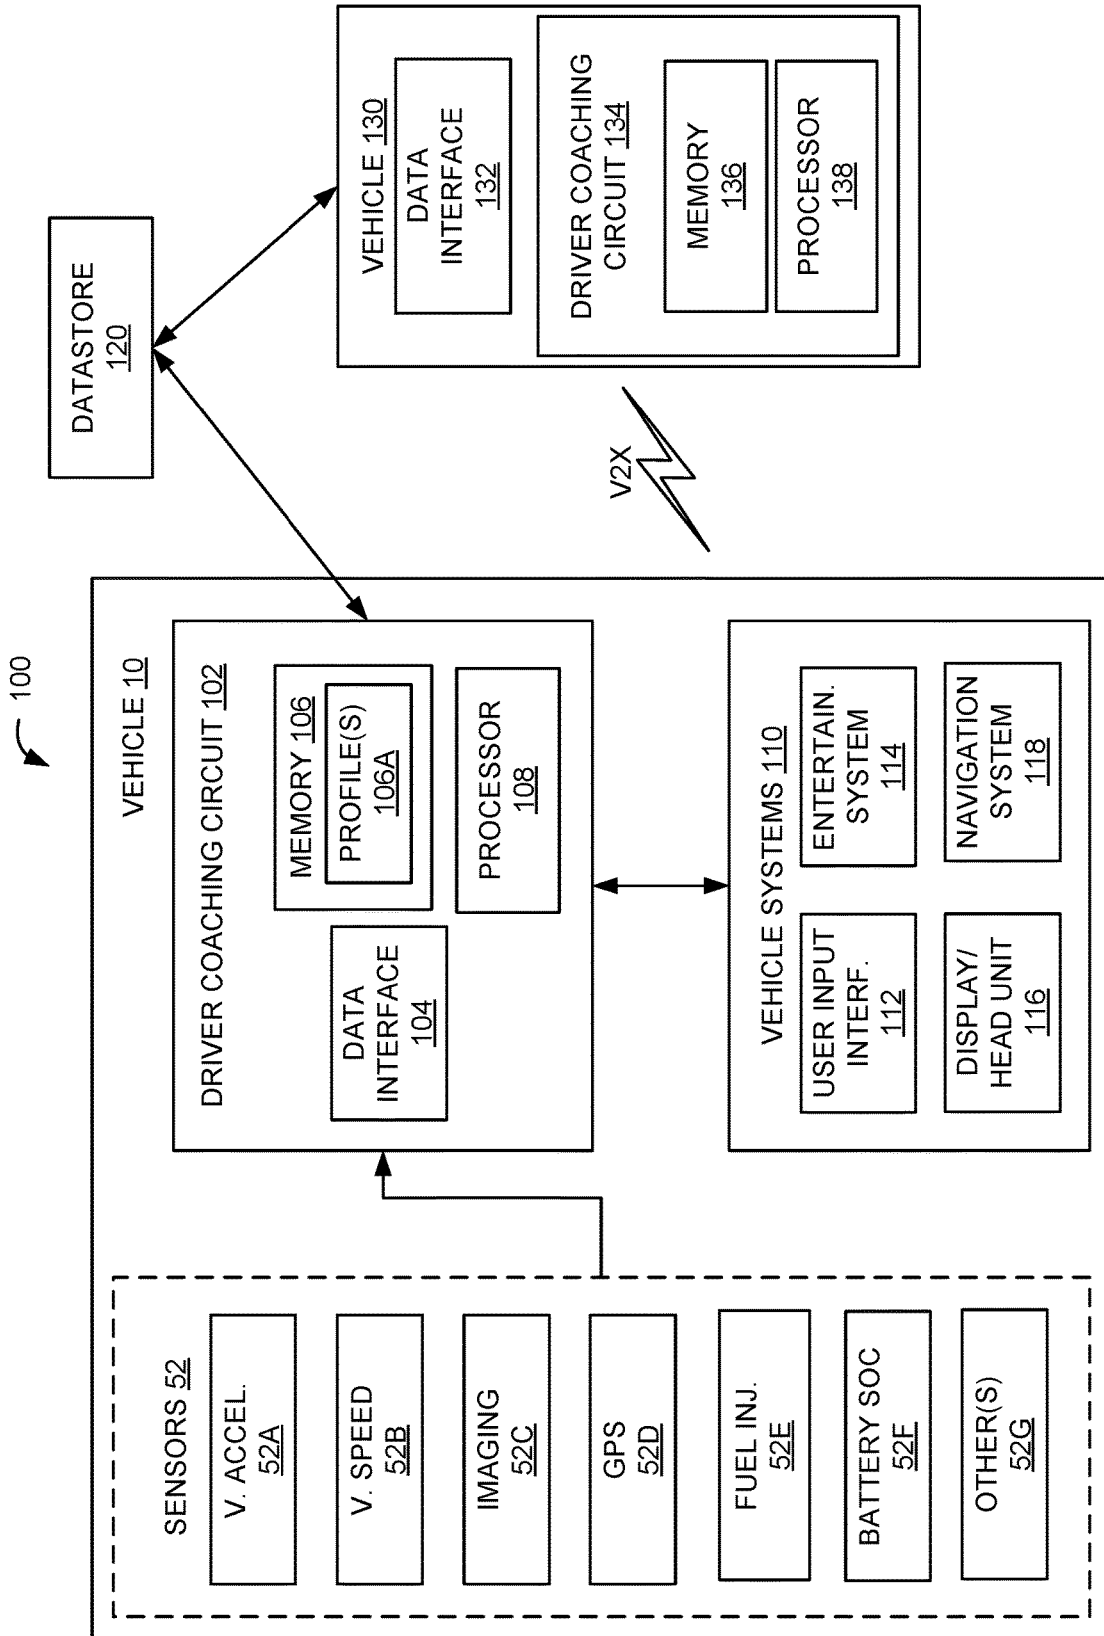 100
VEHICLE 10
SENSORS 52
V. ACCEL.
52A
V. SPEED
52B
IMAGING
52C
GPS
52D
FUEL INJ.
52E
BATTERY SOC
52F
OTHER(S)
52G
DRIVER COACHING CIRCUIT 102
DATA
INTERFACE
104
MEMORY 106
PROFILE(S)
106A
PROCESSOR
108
VEHICLE SYSTEMS 110
USER INPUT
INTERF.
112
ENTERTAIN.
SYSTEM
114
DISPLAY/
HEAD UNIT
116
NAVIGATION
SYSTEM
118
DATASTORE
120
V2X
VEHICLE 130
DATA
INTERFACE
132
DRIVER COACHING
CIRCUIT 134
MEMORY
136
PROCESSOR
138